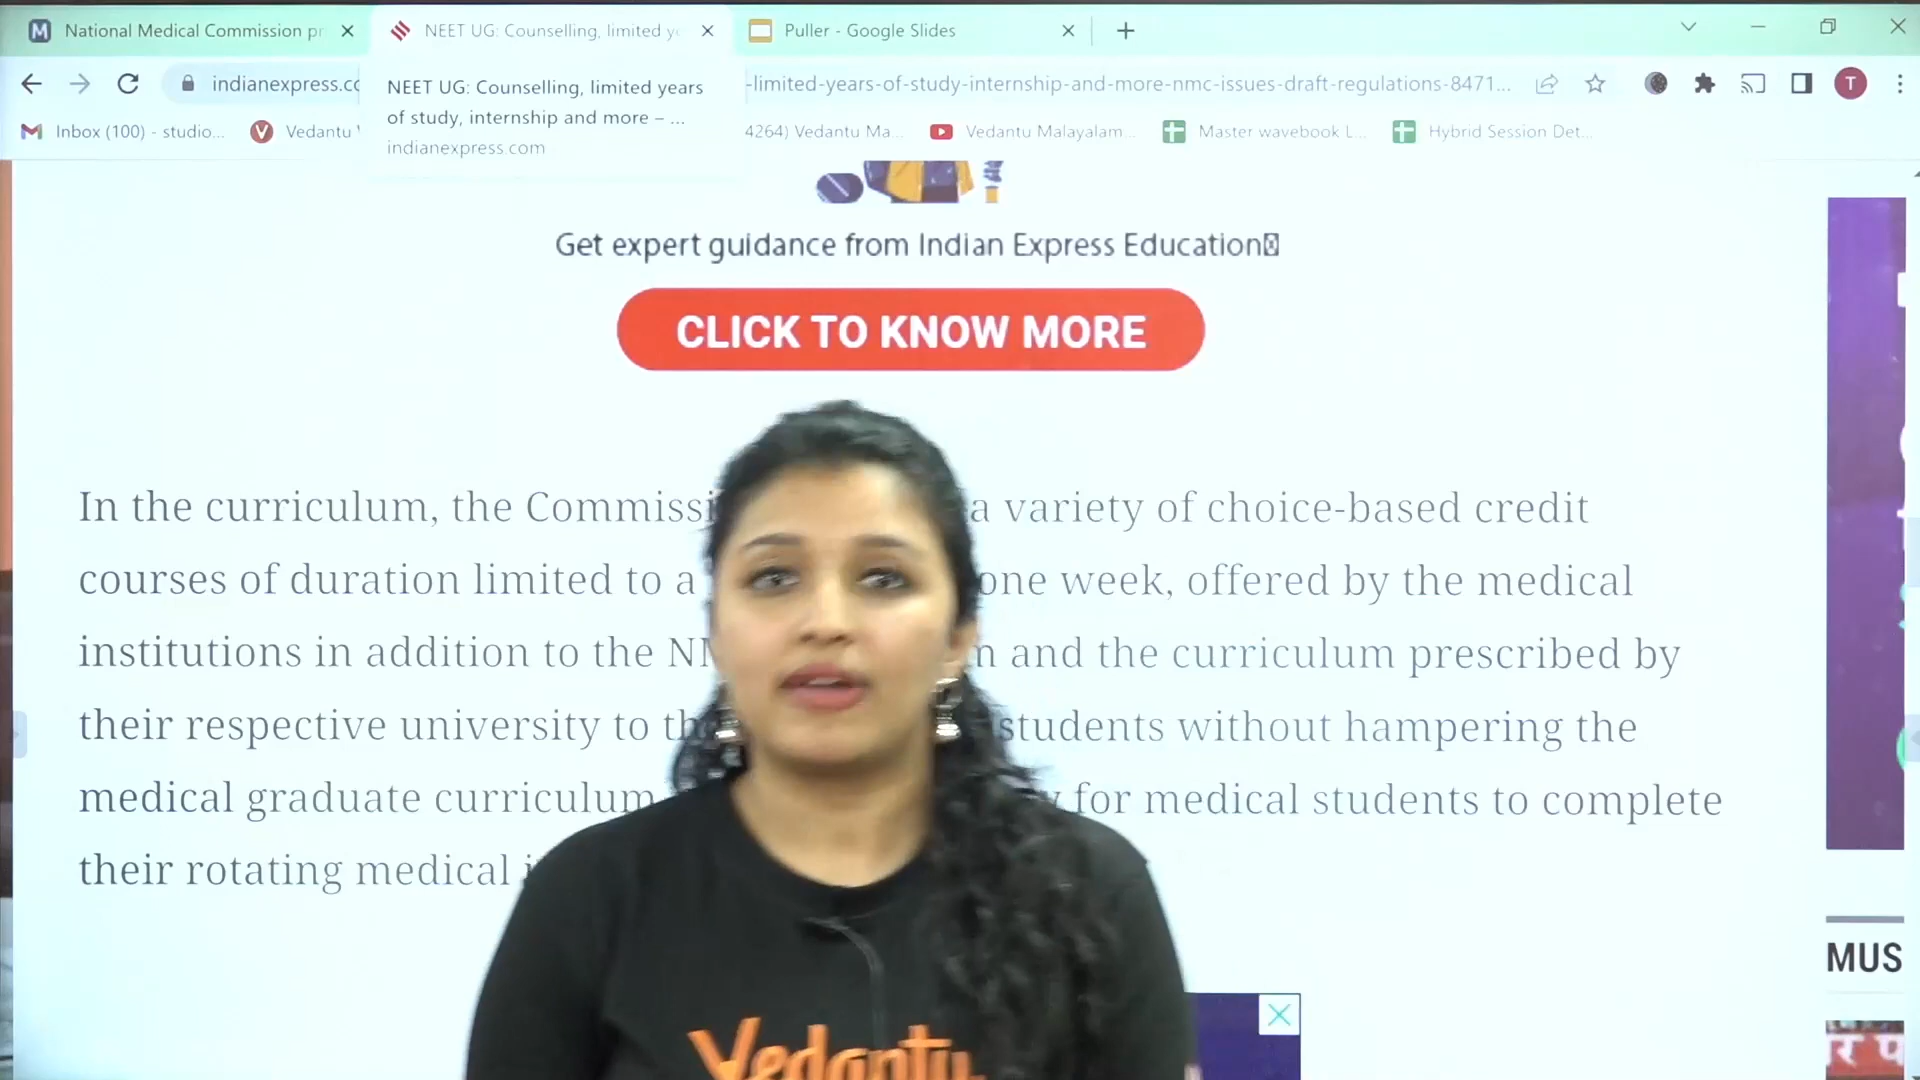 National Medical Commission pr
NEET UG: Counselling, limited ye
Puller - Google Slides
indianexpress.co
-limited-years-of-study-internship-and-more-nmc-issues-draft-regulations-8471...
T
NEET UG: Counselling, limited years
of study, internship and more – ...
indianexpress.com
Inbox (100) - studio...
Vedantu
4264) Vedantu Ma...
Vedantu Malayalam ...
Master wavebook L...
Hybrid Session Det...
Get expert guidance from Indian Express Education
CLICK TO KNOW MORE
In the curriculum, the Commissi a variety of choice-based credit
courses of duration limited to a one week, offered by the medical
institutions in addition to the and the curriculum prescribed by
their respective university to students without hampering the
medical graduate curriculum for medical students to complete
their rotating medical
MUS
र प
Vedantu